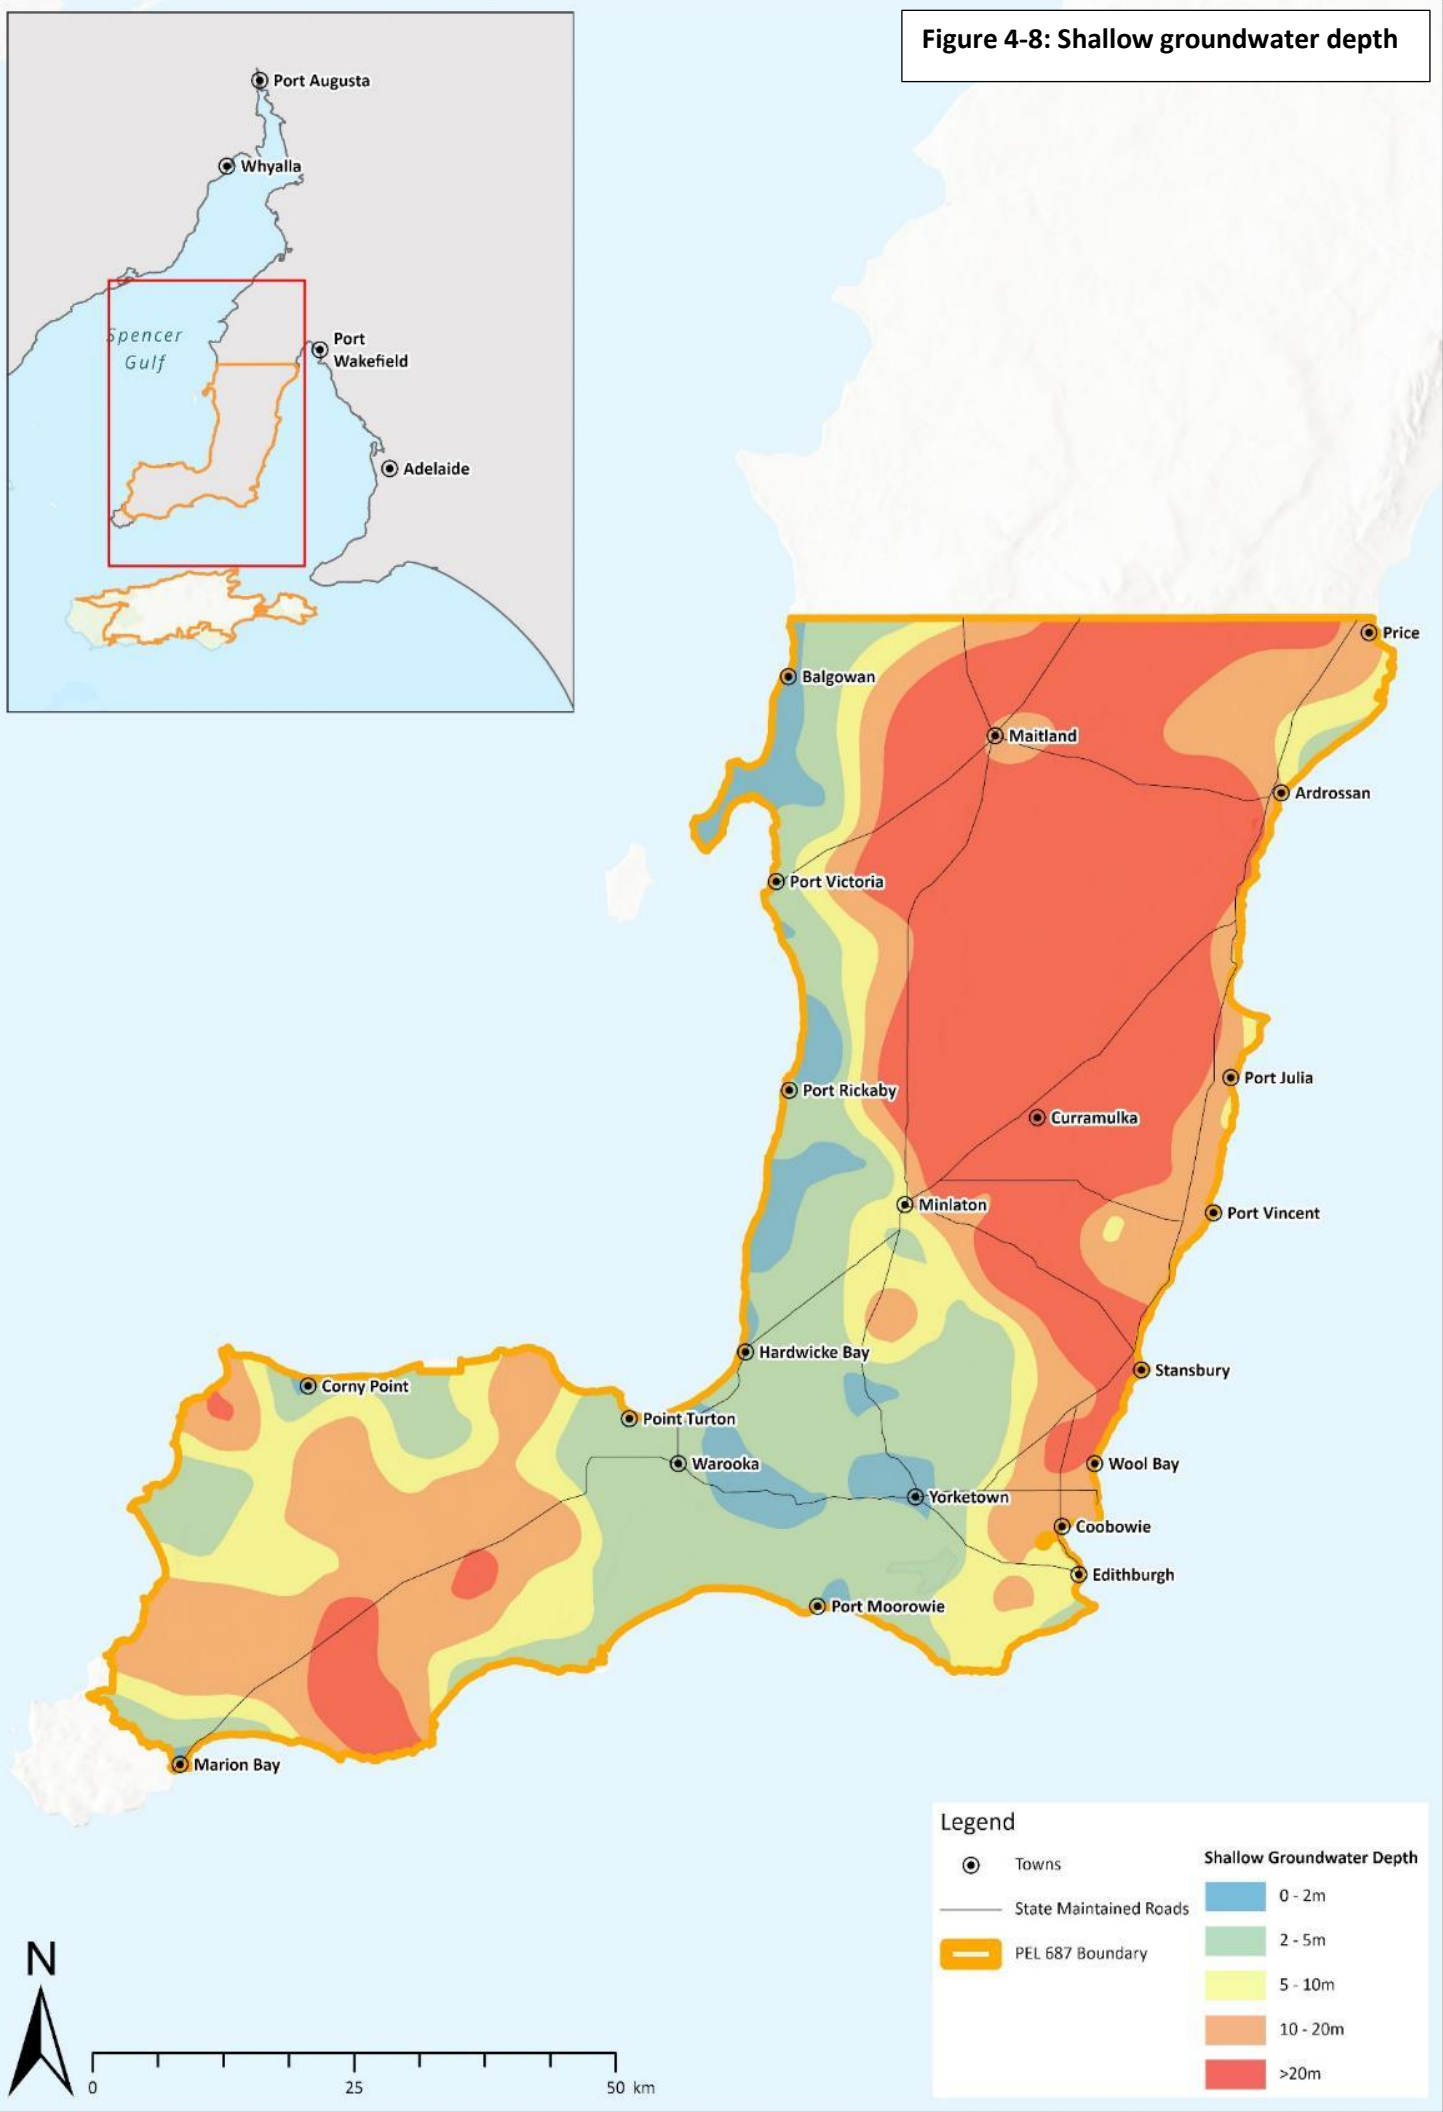 Figure 4-8: Shallow groundwater depth
Port Augusta
Whyalla
Spencer
Gulf
Port
Wakefield
Adelaide
Price
Balgowan
Maitland
Ardrossan
Port Victoria
Port Julia
Port Rickaby
Curramulka
Minlaton
Port Vincent
Hardwicke Bay
Stansbury
Corny Point
Point Turton
Warooka
Wool Bay
Yorketown
Coobowie
Edithburgh
Port Moorowie
Marion Bay
Legend
Towns
State Maintained Roads
PEL 687 Boundary
Shallow Groundwater Depth
0 - 2m
2 - 5m
5 - 10m
10 - 20m
>20m
N
0 25 50 km